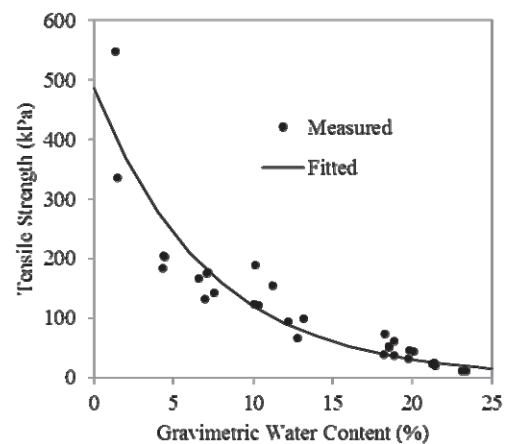 600
500
400
300
200
100
0
Tensile Strength (kPa)
Measured
Fitted
0 5 10 15 20 25
Gravimetric Water Content (%)